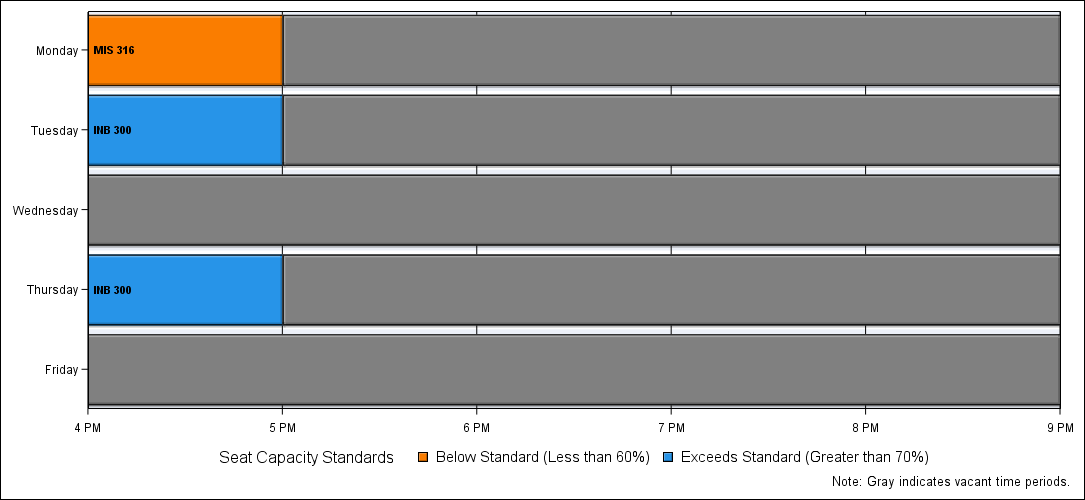 Monday
MIS 316
Tuesday
INB 300
Wednesday
Thursday
INB 300
Friday
4 PM 5 PM 6 PM 7 PM 8 PM 9 PM
Seat Capacity Standards Below Standard (Less than 60%) Exceeds Standard (Greater than 70%)
Note: Gray indicates vacant time periods.